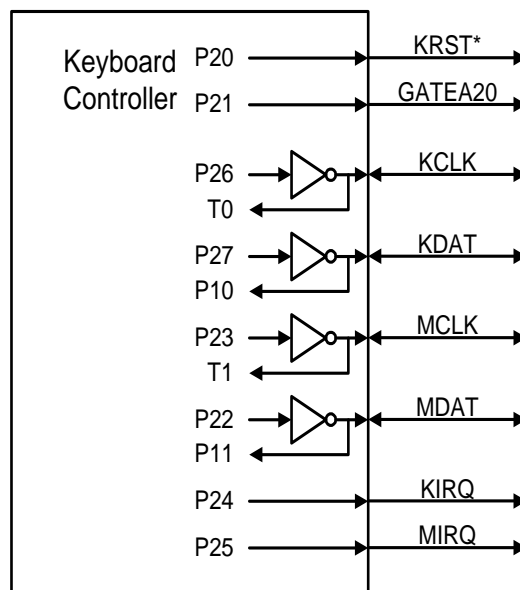 Keyboard
Controller
P20
KRST*
P21
GATEA20
P26
KCLK
T0
P27
KDAT
P10
P23
MCLK
T1
P22
MDAT
P11
P24
KIRQ
P25
MIRQ